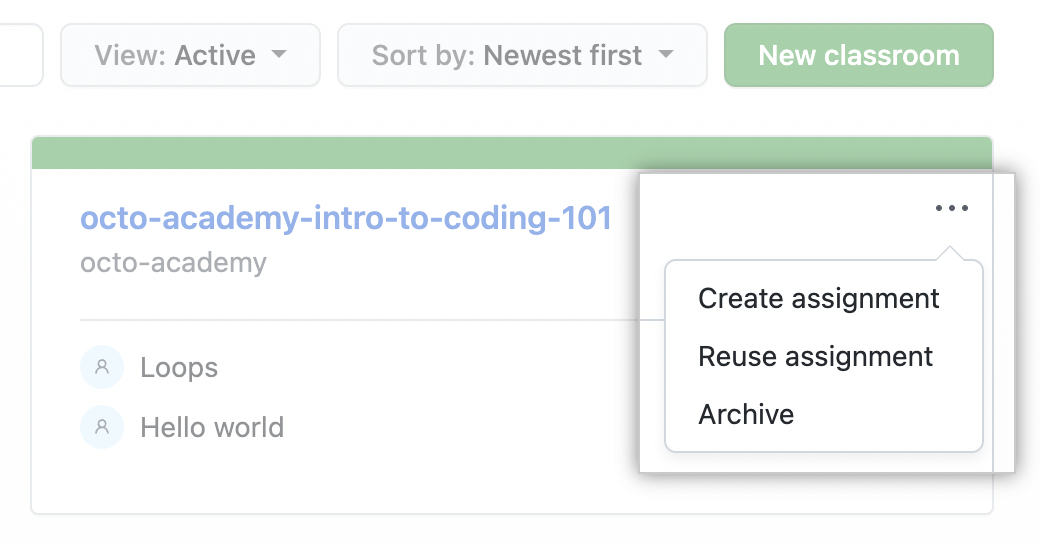 View: Active
Sort by: Newest first
New classroom
octo-academy-intro-to-coding-101
octo-academy
Create assignment
Reuse assignment
Archive
Loops
Hello world